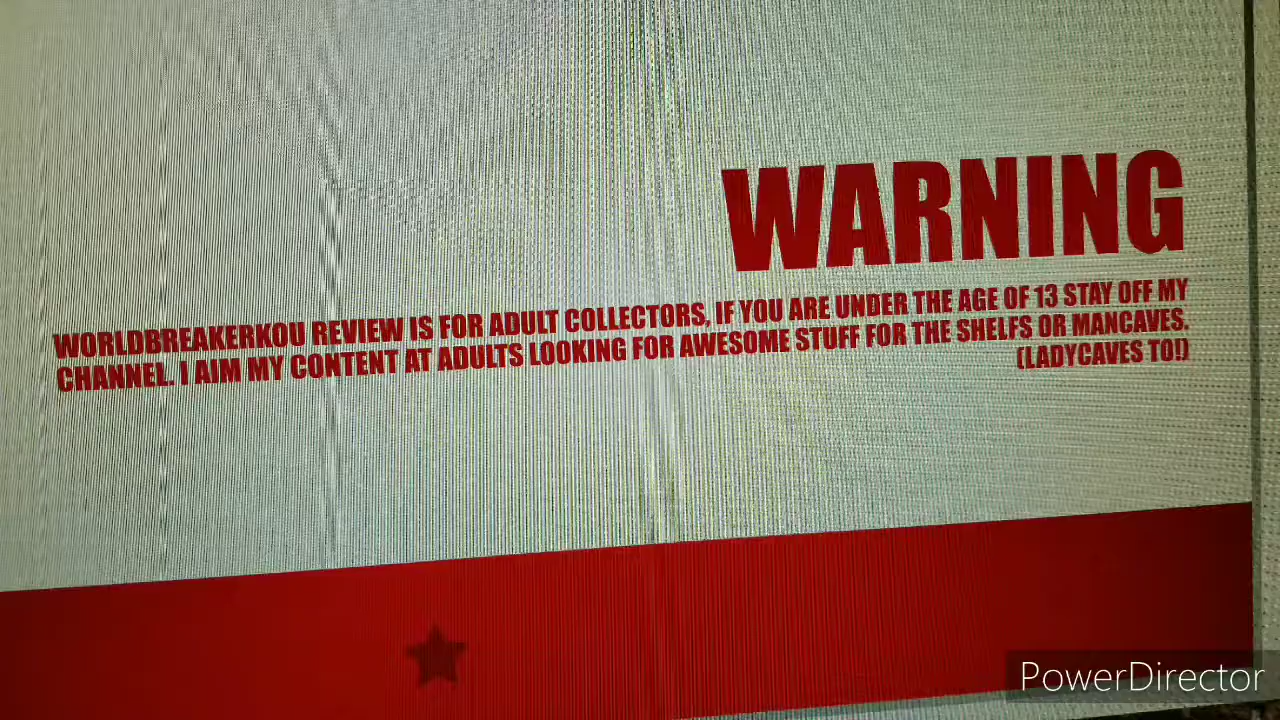 WARNING
WORLDBREAKERKOU REVIEW IS FOR ADULT COLLECTORS, IF YOU ARE UNDER THE AGE OF 13 STAY OFF MY
CHANNEL. I AIM MY CONTENT AT ADULTS LOOKING FOR AWESOME STUFF FOR THE SHELFS OR MANCAVES.
(LADYCAVES TO!)
PowerDirector